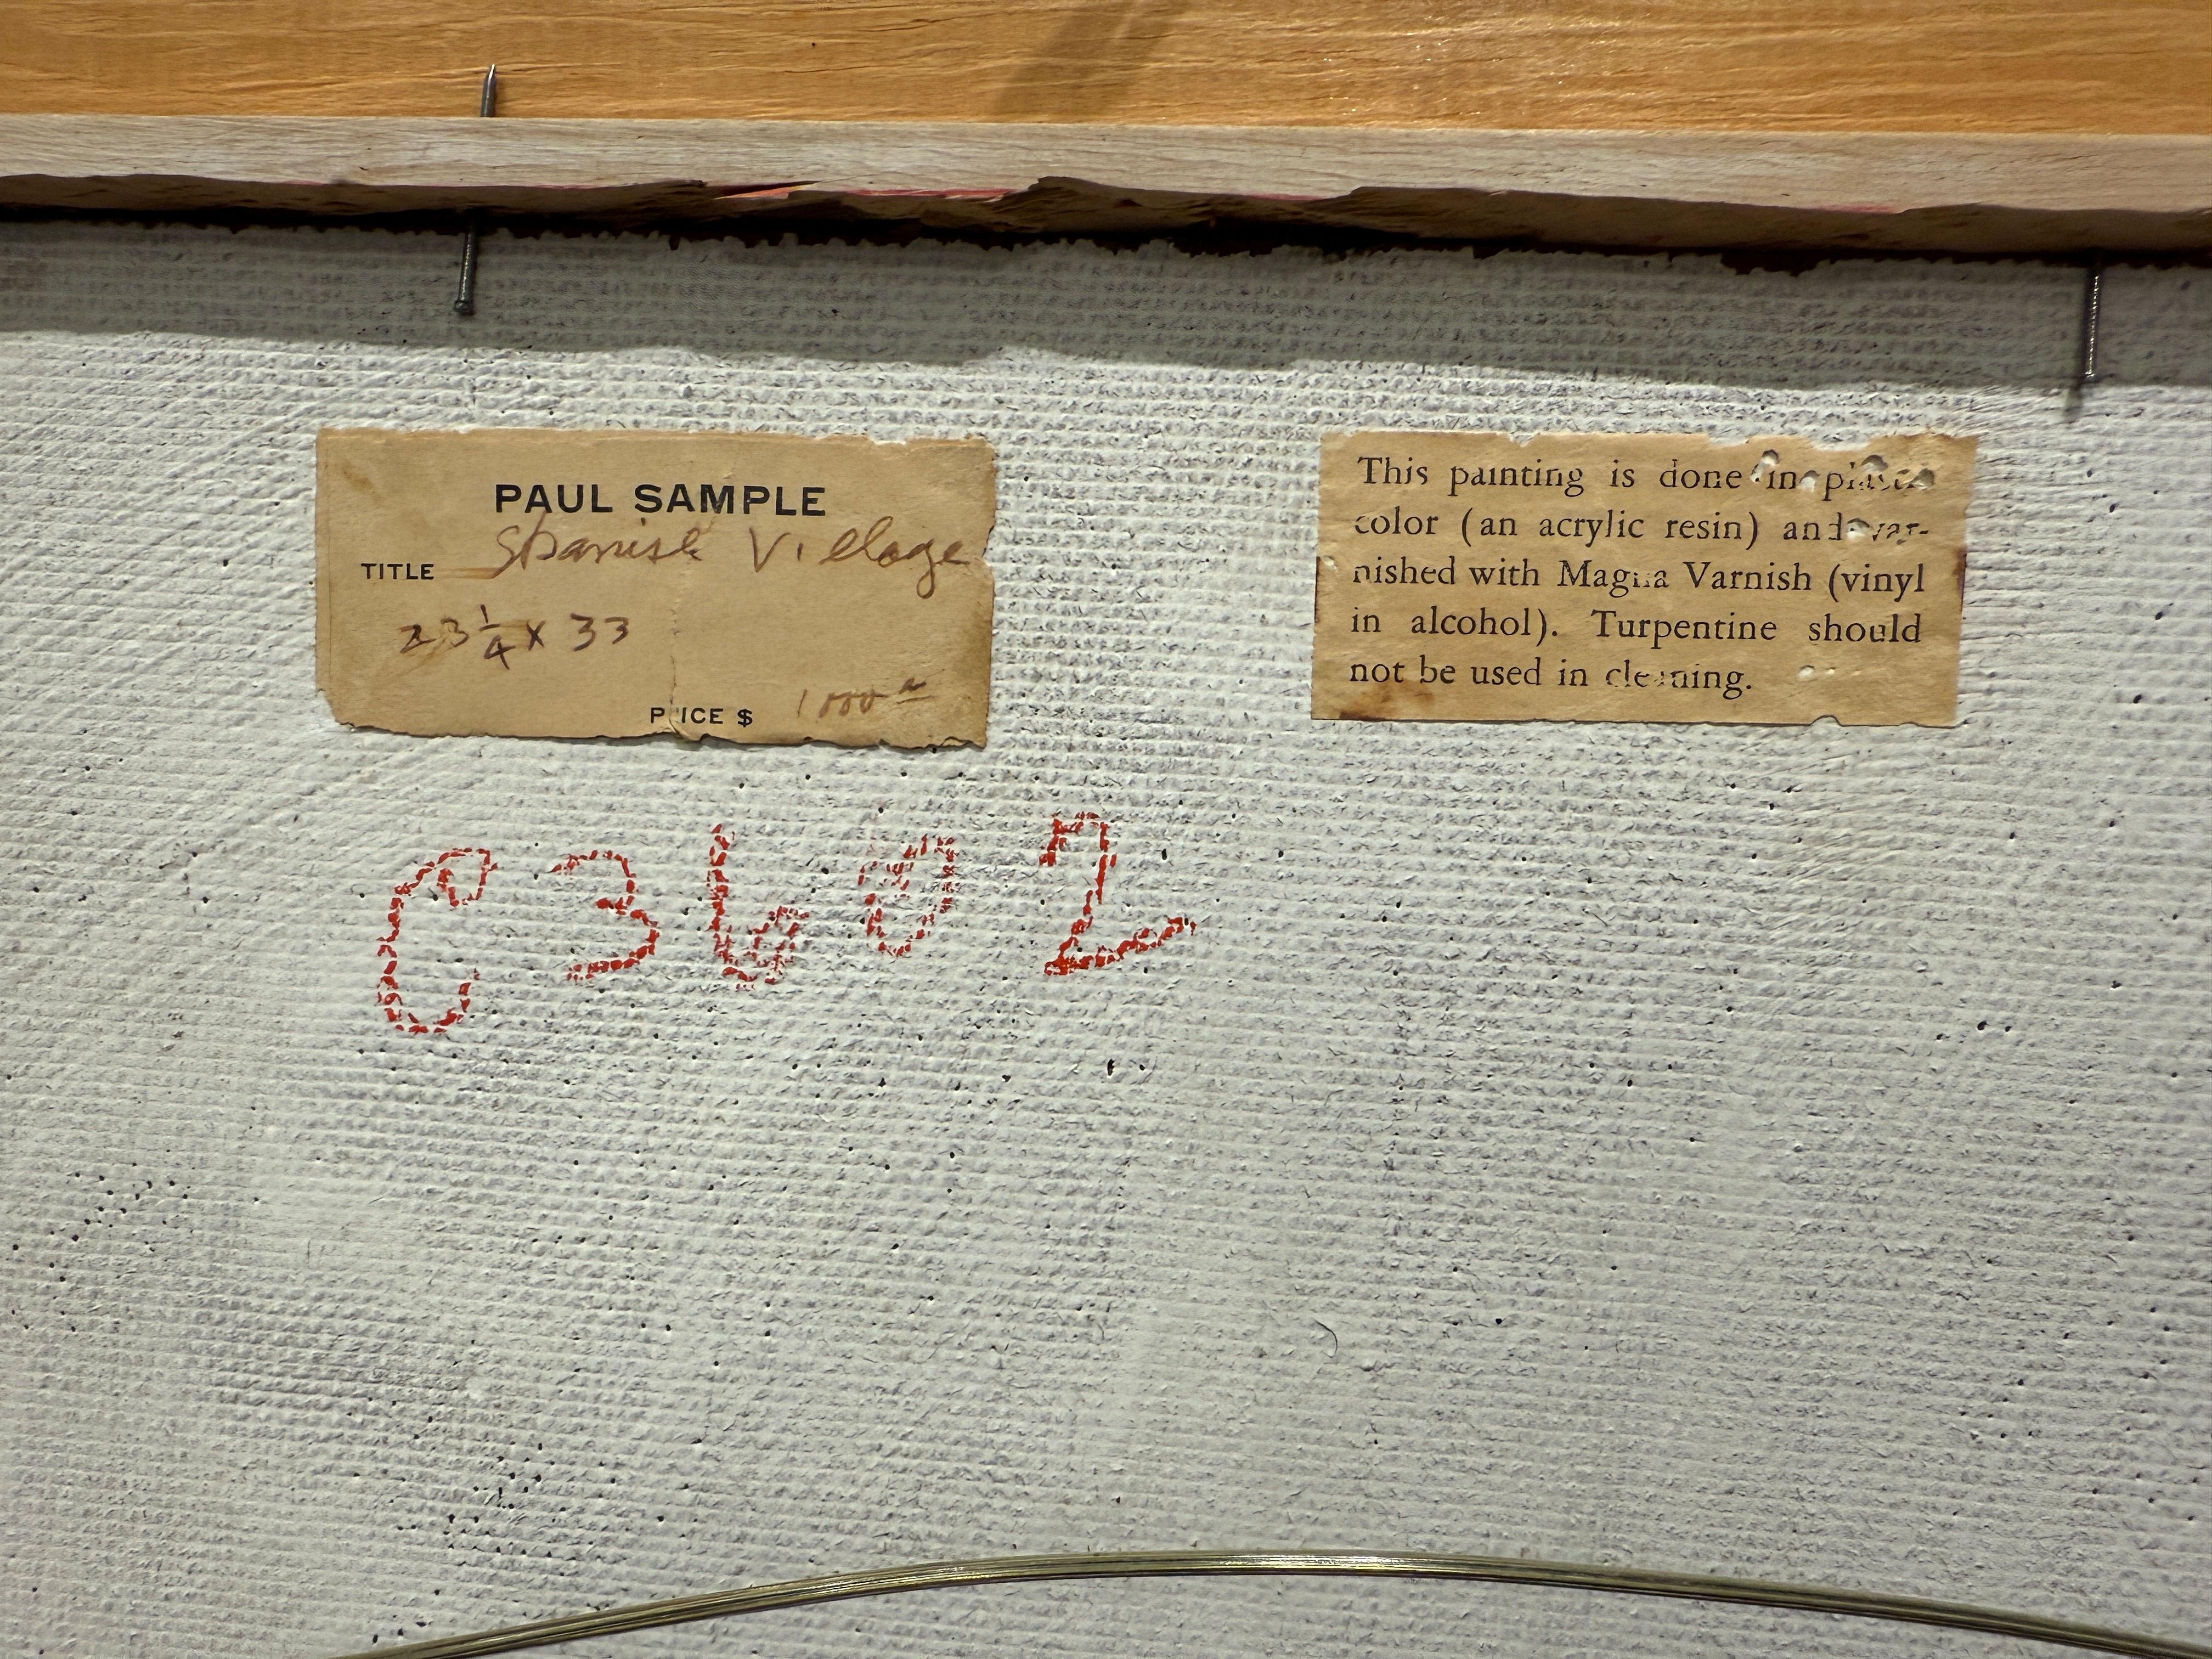 PAUL SAMPLE
TITLE Spanish Village
23 1/4 x 33
PRICE $ 1000
This painting is done in plastic
color (an acrylic resin) and var-
nished with Magna Varnish (vinyl
in alcohol). Turpentine should
not be used in cleaning.